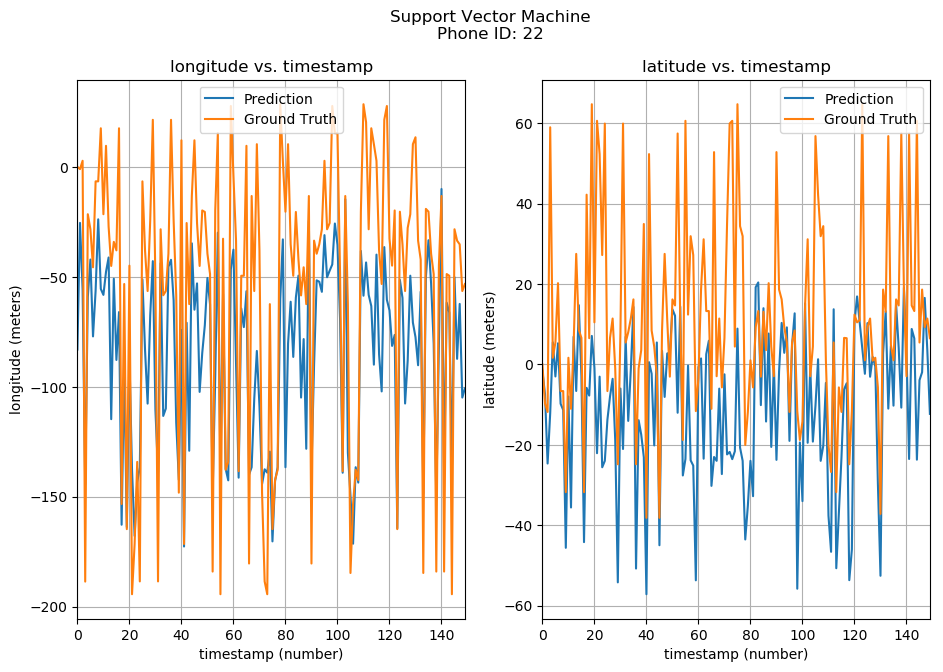 Support Vector Machine
Phone ID: 22
longitude vs. timestamp
latitude vs. timestamp
Prediction
Ground Truth
Prediction
Ground Truth
longitude (meters)
0
−50
−100
−150
−200
0
20
40
60
80
100
120
140
timestamp (number)
latitude (meters)
60
40
20
0
−20
−40
−60
0
20
40
60
80
100
120
140
timestamp (number)